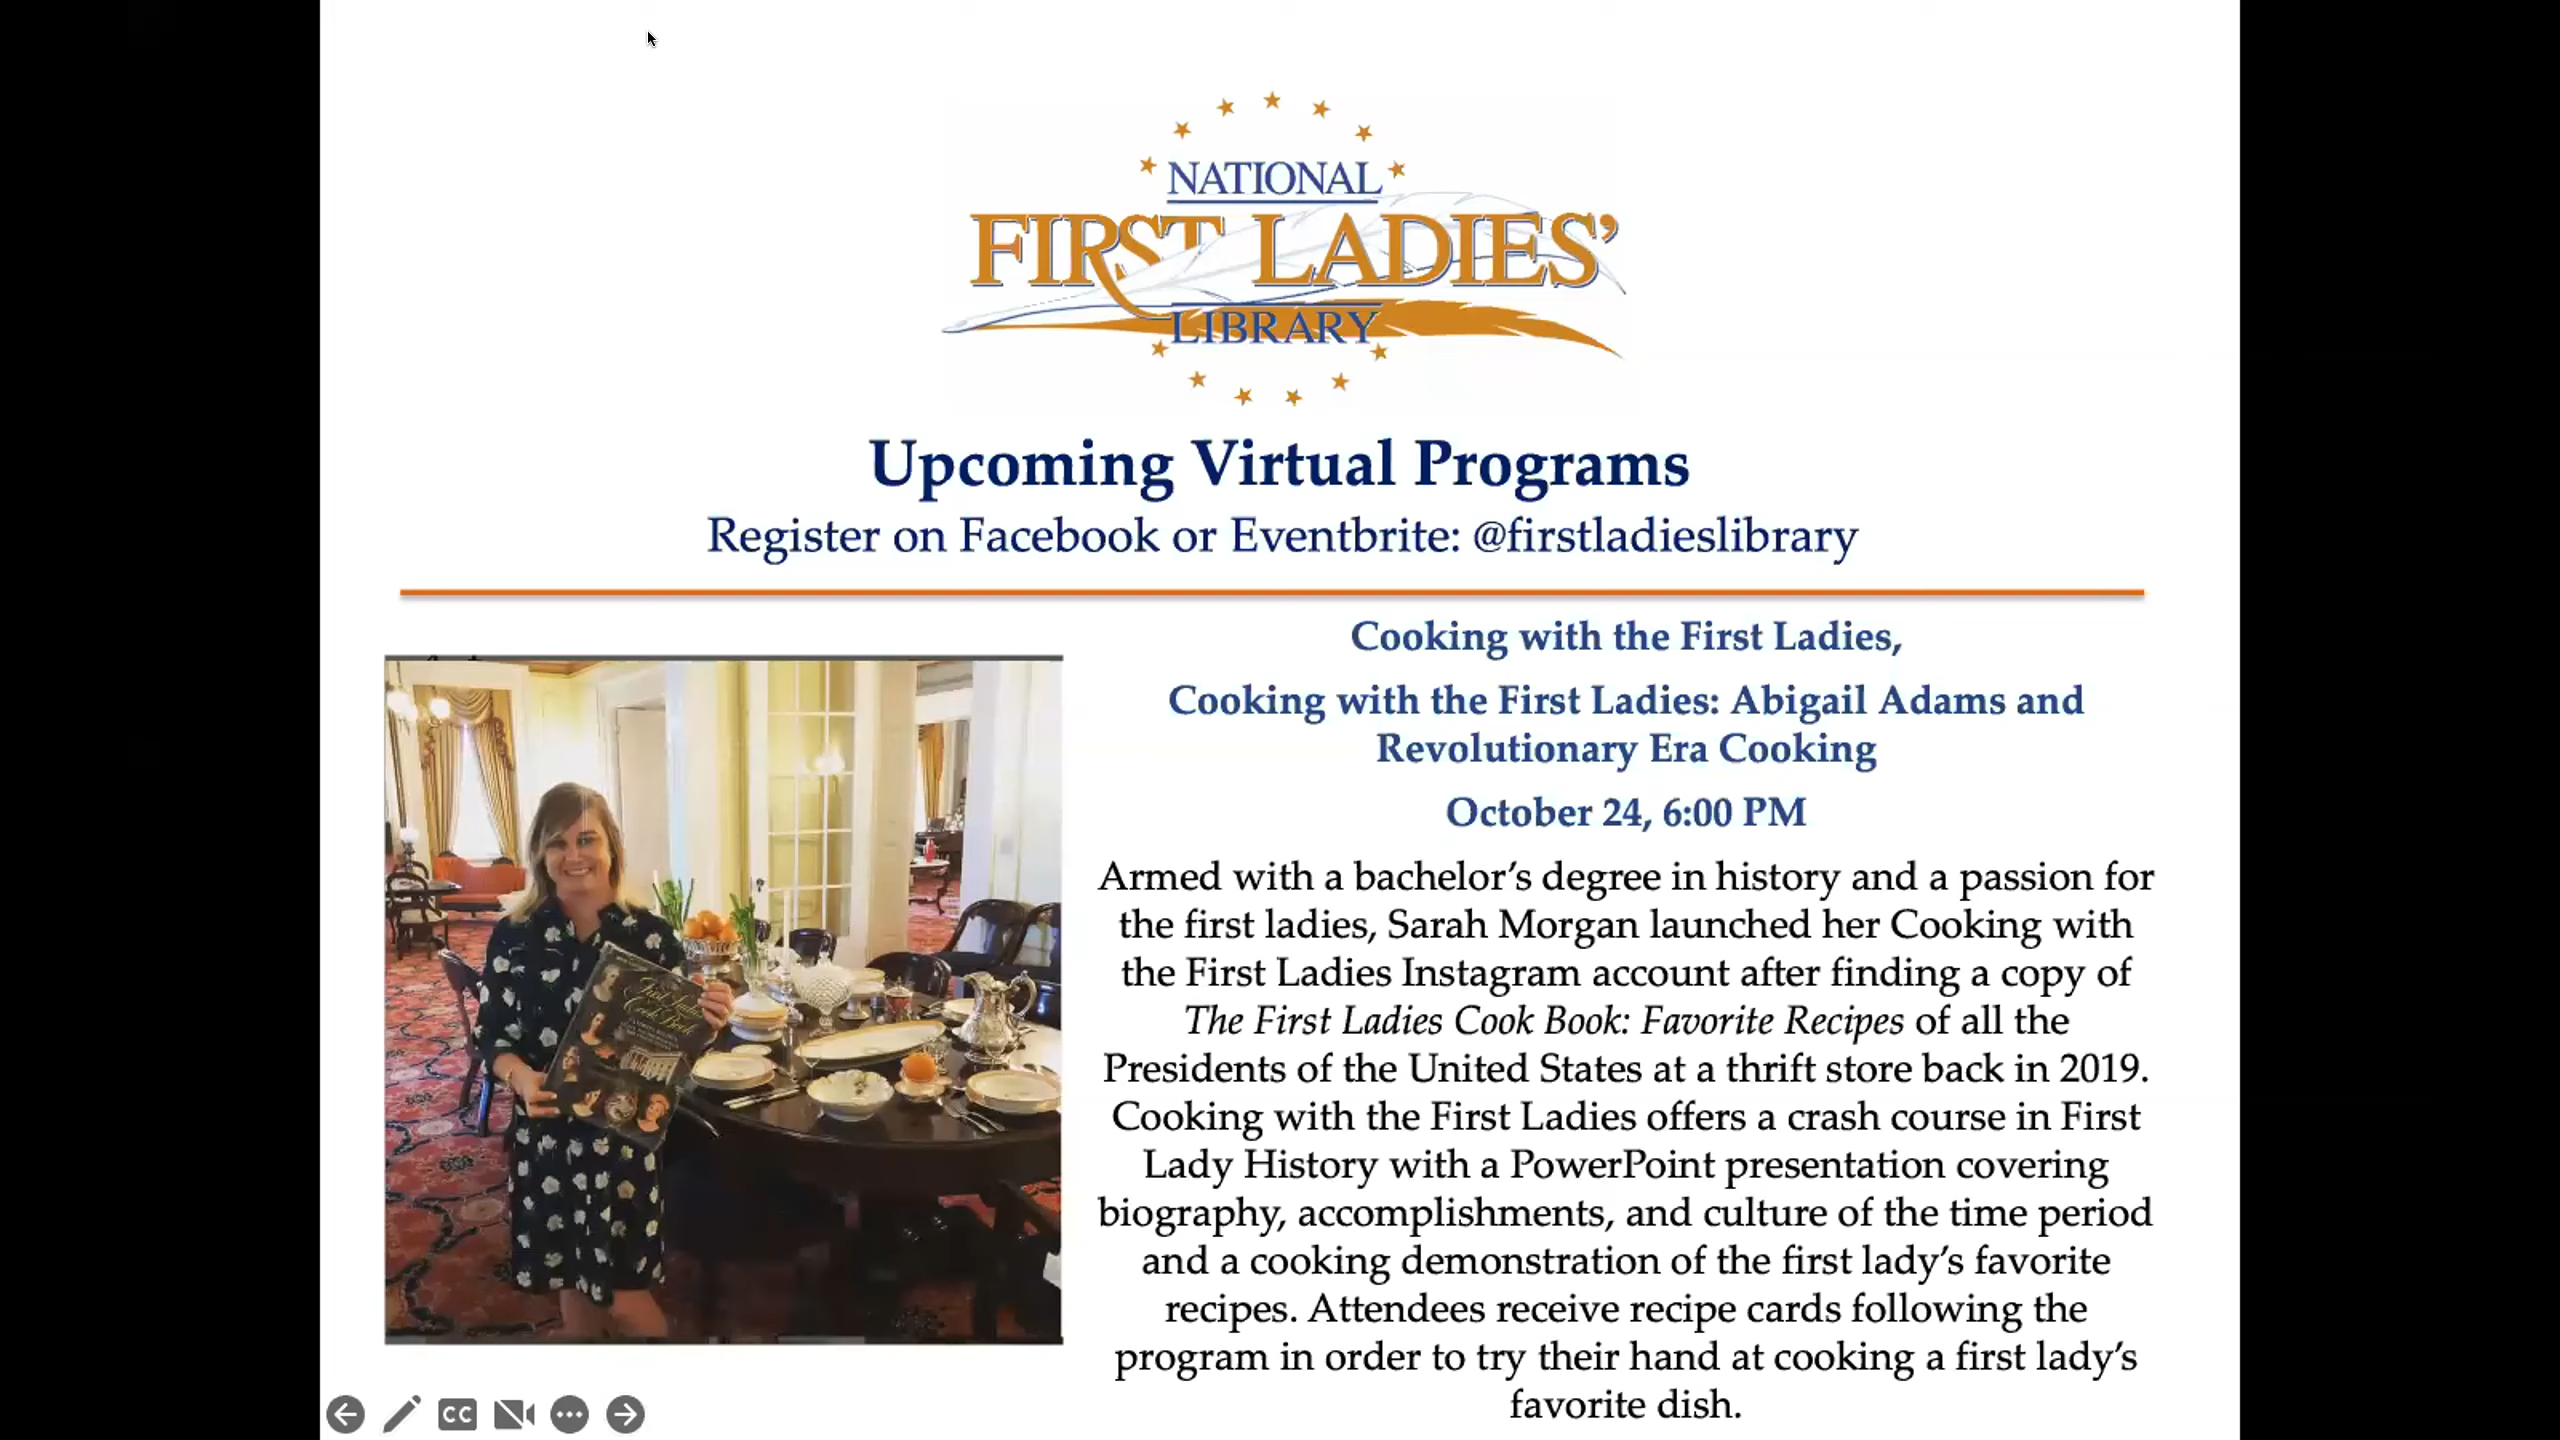 NATIONAL
FIRST LADIES’
LIBRARY
Upcoming Virtual Programs
Register on Facebook or Eventbrite: @firstladieslibrary
Cooking with the First Ladies,
Cooking with the First Ladies: Abigail Adams and
Revolutionary Era Cooking
October 24, 6:00 PM
Armed with a bachelor’s degree in history and a passion for
the first ladies, Sarah Morgan launched her Cooking with
the First Ladies Instagram account after finding a copy of
The First Ladies Cook Book: Favorite Recipes of all the
Presidents of the United States at a thrift store back in 2019.
Cooking with the First Ladies offers a crash course in First
Lady History with a PowerPoint presentation covering
biography, accomplishments, and culture of the time period
and a cooking demonstration of the first lady’s favorite
recipes. Attendees receive recipe cards following the
program in order to try their hand at cooking a first lady’s
favorite dish.
First Ladies
Cook Book
CC